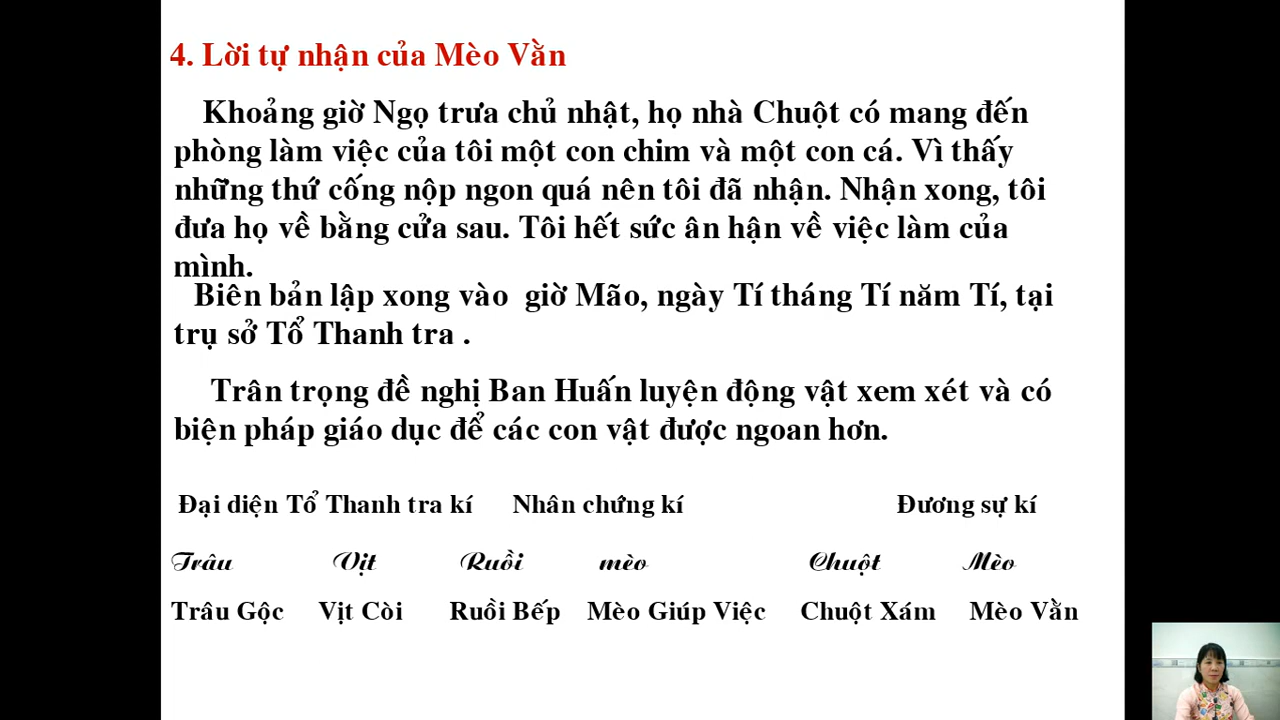 4. Lời tự nhận của Mèo Vằn
Khoảng giờ Ngọ trưa chủ nhật, họ nhà Chuột có mang đến
phòng làm việc của tôi một con chim và một con cá. Vì thấy
những thứ cống nộp ngon quá nên tôi đã nhận. Nhận xong, tôi
đưa họ về bằng cửa sau. Tôi hết sức ân hận về việc làm của
mình.
Biên bản lập xong vào giờ Mão, ngày Tí tháng Tí năm Tí, tại
trụ sở Tổ Thanh tra .
Trân trọng đề nghị Ban Huấn luyện động vật xem xét và có
biện pháp giáo dục để các con vật được ngoan hơn.
Đại diện Tổ Thanh tra kí Nhân chứng kí Đương sự kí
Trâu Vịt Ruồi mèo Chuột Mèo
Trâu Gộc Vịt Còi Ruồi Bếp Mèo Giúp Việc Chuột Xám Mèo Vằn